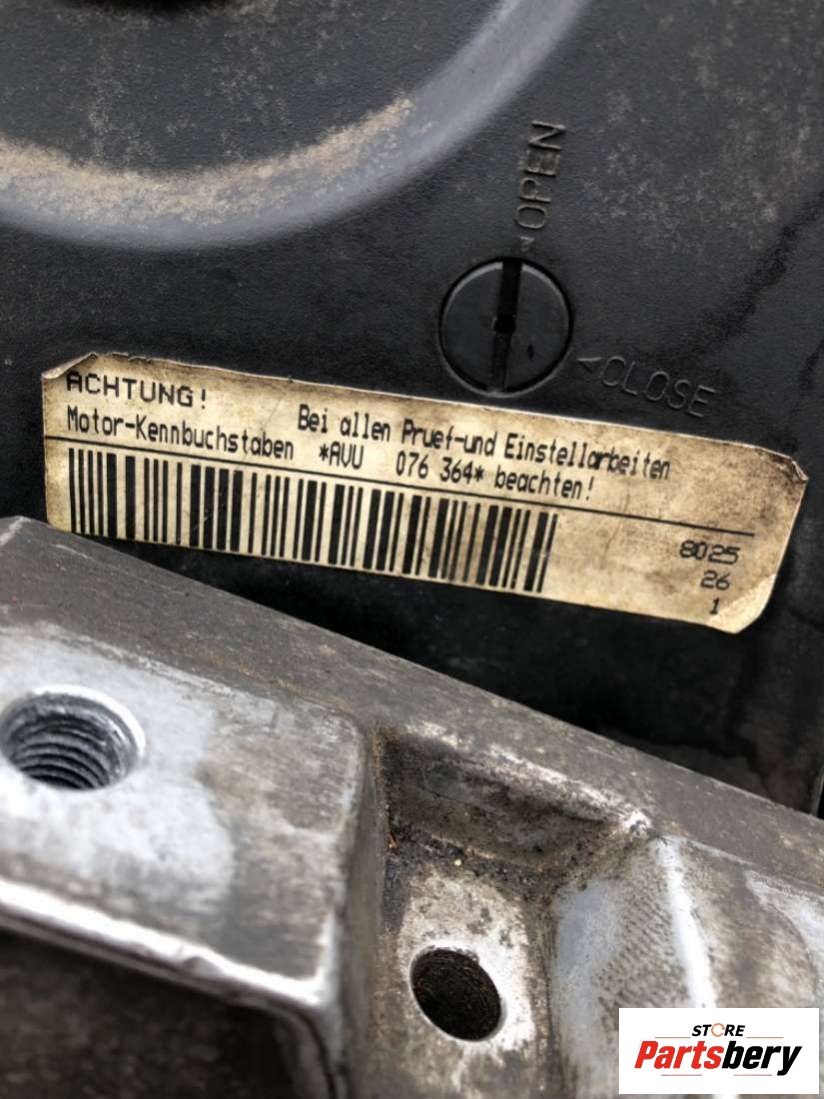 ◄OPEN
◄CLOSE
ACHTUNG!
Bei allen Pruef-und Einstellarbeiten
Motor-Kennbuchstaben *AVU 076 364* beachten!
8025
26
1
STORE
Partsbery